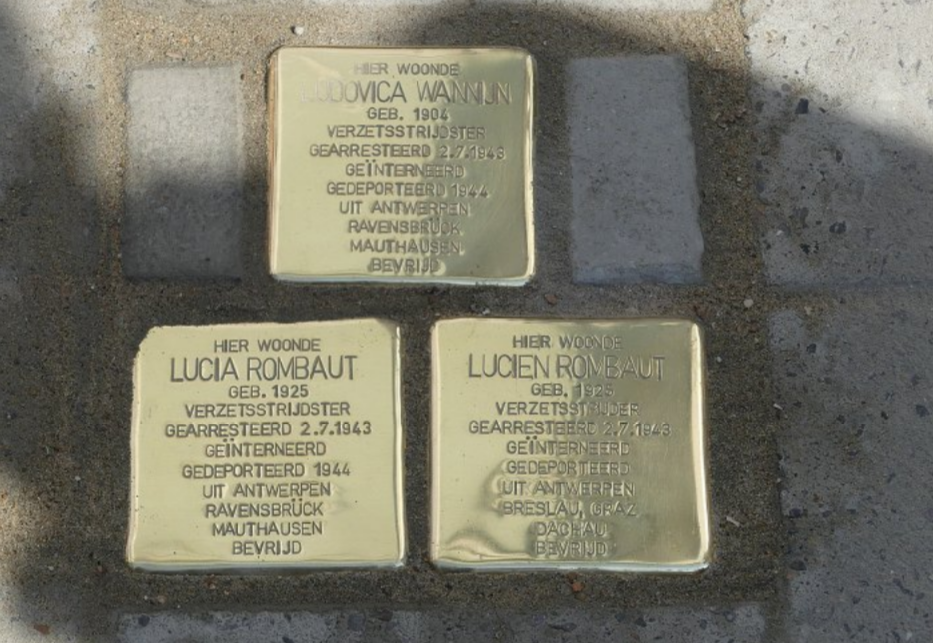 HIER WOONDE
LUDOVICA WANNIJN
GEB. 1904
VERZETSSTRIJDSTER
GEARRESTEERD 2.7.1943
GEÏNTERNEERD
GEDEPORTEERD 1944
UIT ANTWERPEN
RAVENSBRÜCK
MAUTHAUSEN
BEVRIJD
HIER WOONDE
LUCIA ROMBAUT
GEB. 1925
VERZETSSTRIJDSTER
GEARRESTEERD 2.7.1943
GEÏNTERNEERD
GEDEPORTEERD 1944
UIT ANTWERPEN
RAVENSBRÜCK
MAUTHAUSEN
BEVRIJD
HIER WOONDE
LUCIEN ROMBAUT
GEB. 1925
VERZETSSTRIJDER
GEARRESTEERD 2.7.1943
GEÏNTERNEERD
GEDEPORTEERD
UIT ANTWERPEN
BRESLAU, GRAZ
DACHAU
BEVRIJD